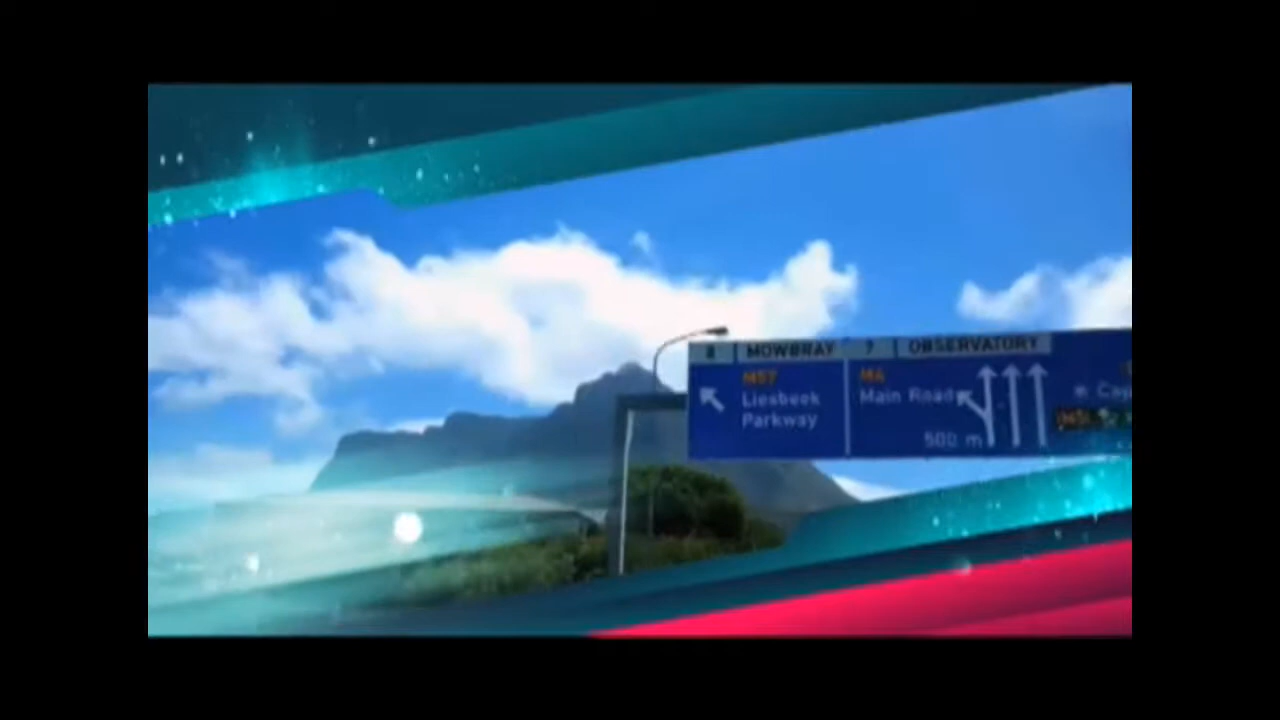 8 MOWBRAY 7 OBSERVATORY
M57
Liesbeek
Parkway
M4
Main Road
500 m